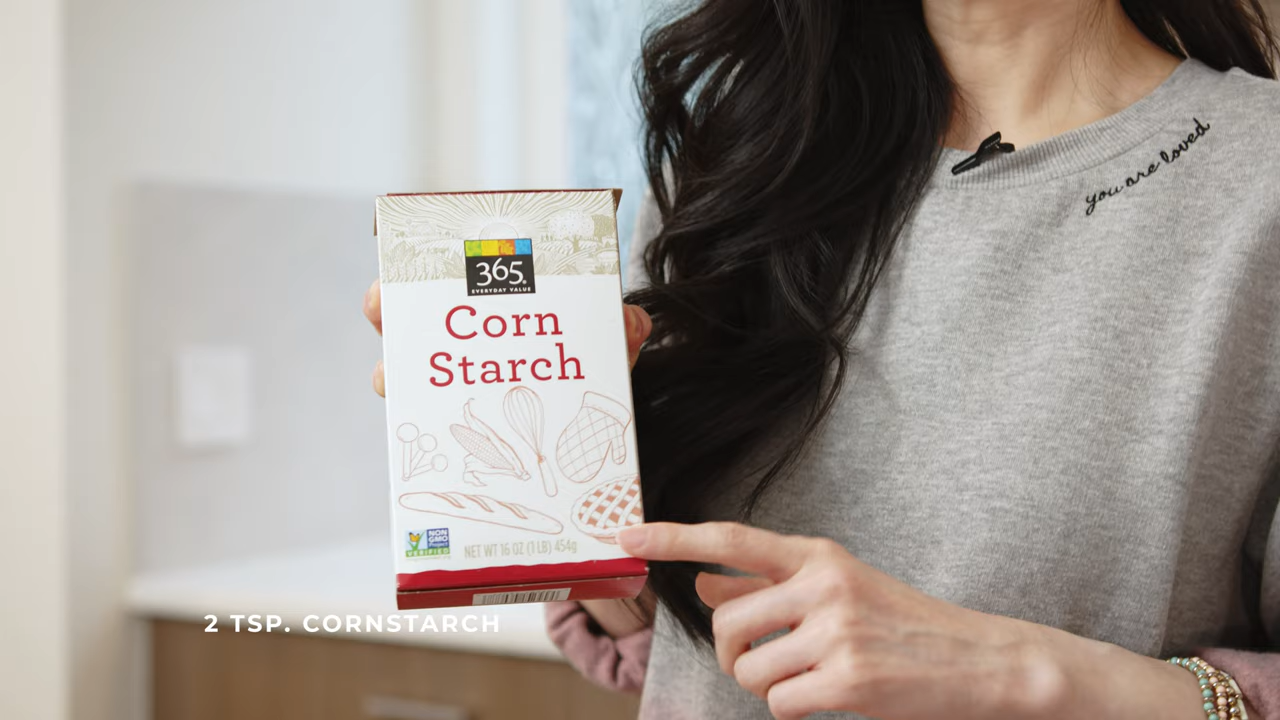 you are loved
365
EVERYDAY VALUE
Corn
Starch
NON
GMO
Project
VERIFIED
NET WT 16 OZ (1 LB) 454g
2 TSP. CORNSTARCH